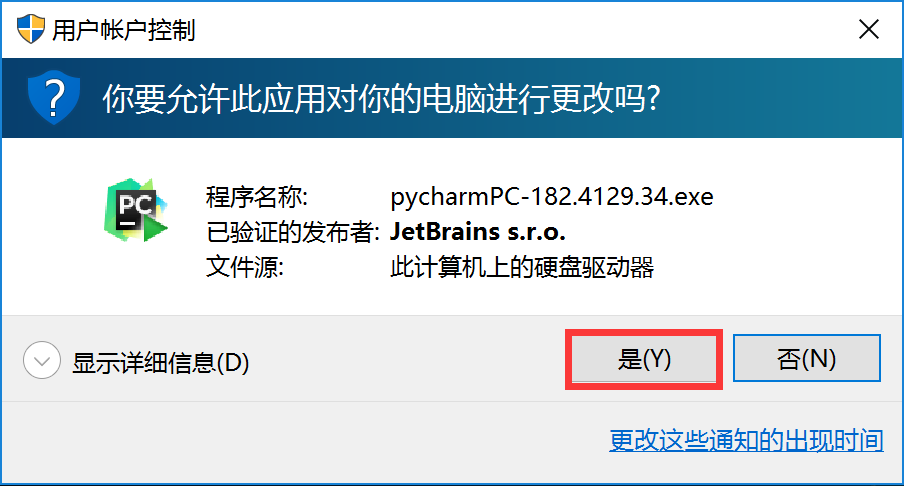 用户帐户控制
?
你要允许此应用对你的电脑进行更改吗?
PC
程序名称: pycharmPC-182.4129.34.exe
已验证的发布者: JetBrains s.r.o.
文件源: 此计算机上的硬盘驱动器
显示详细信息(D)
是(Y)
否(N)
更改这些通知的出现时间